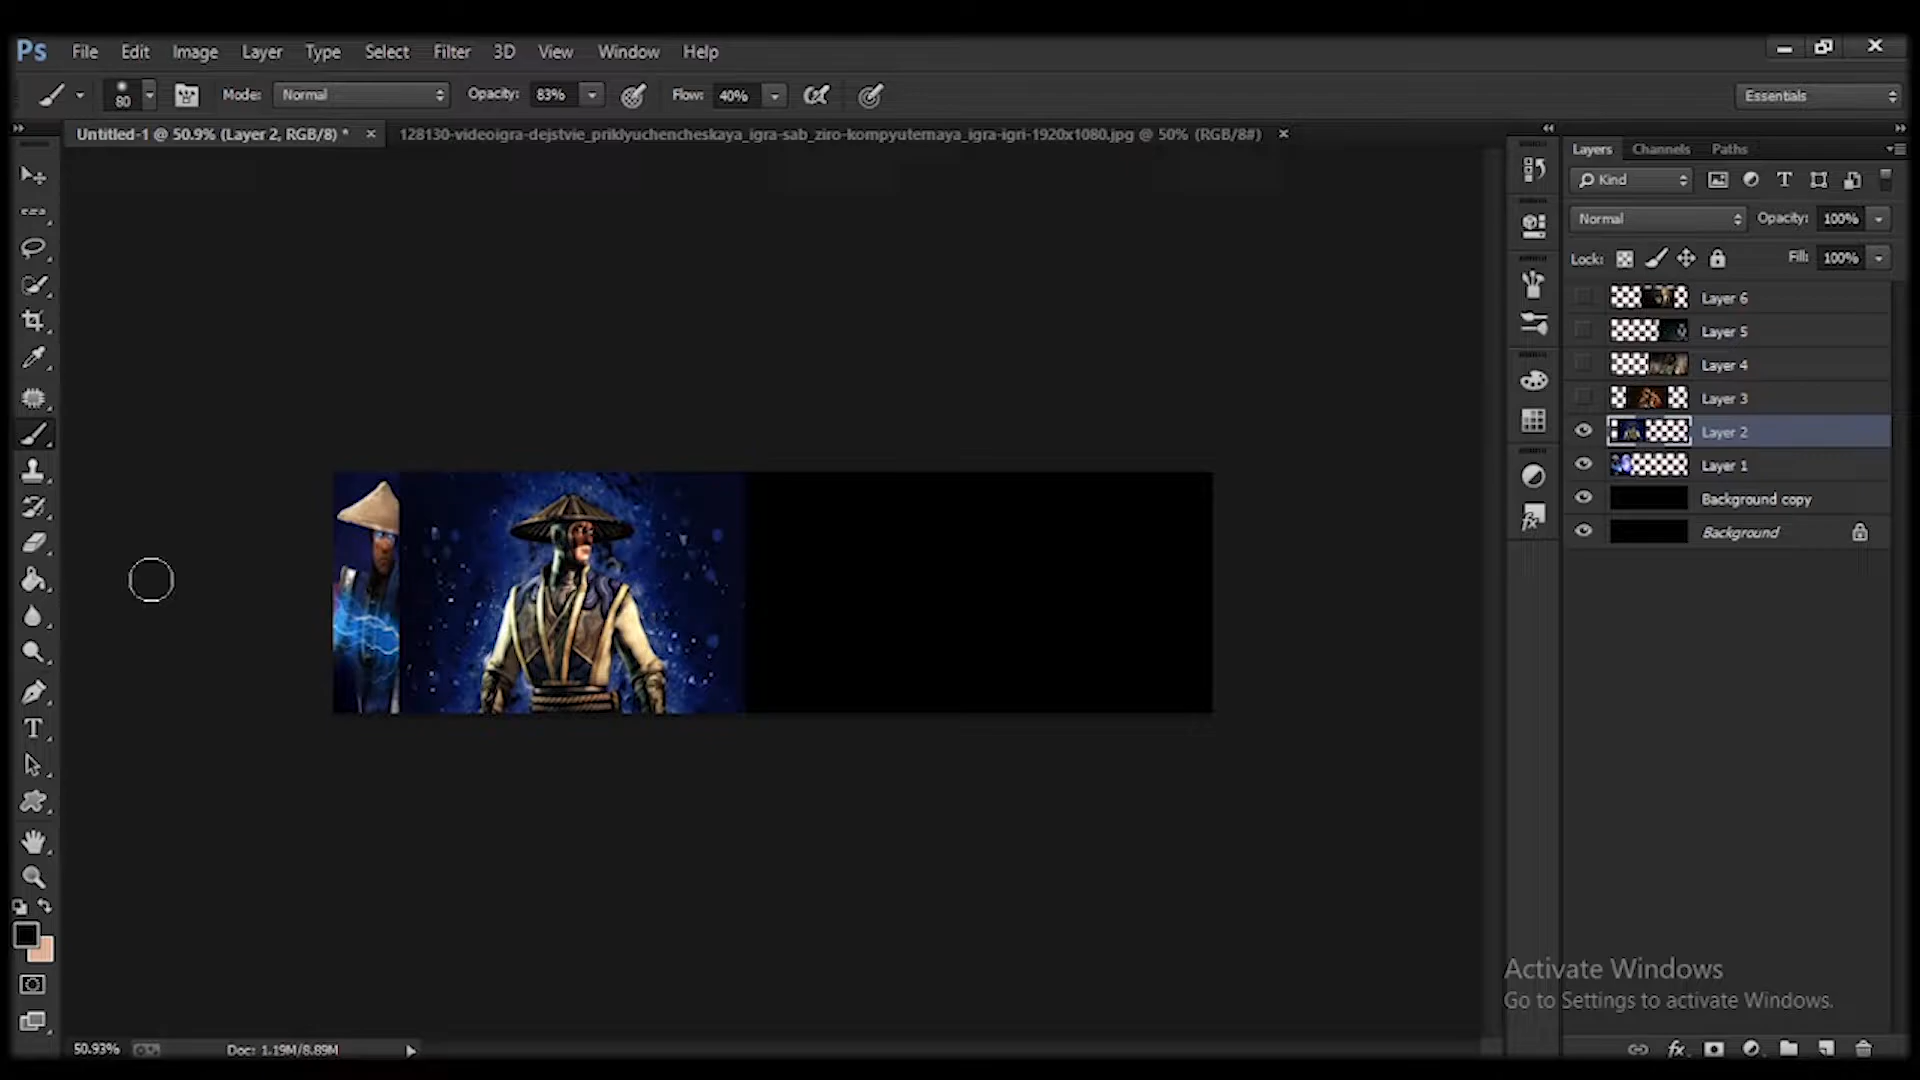 Ps File Edit Image Layer Type Select Filter 3D View Window Help
80 Mode: Normal Opacity: 83% Flow: 40% Essentials
Untitled-1 @ 50.9% (Layer 2, RGB/8) * × 128130-videoigra-dejstvie_priklyuchencheskaya_igra-sab_ziro-kompyuternaya_igra-igri-1920x1080.jpg @ 50% (RGB/8#) ×
Layers Channels Paths
Kind
Normal Opacity: 100%
Lock: Fill: 100%
Layer 6
Layer 5
Layer 4
Layer 3
Layer 2
Layer 1
Background copy
Background
Activate Windows
Go to Settings to activate Windows.
50.93% Doc: 1.19M/8.89M